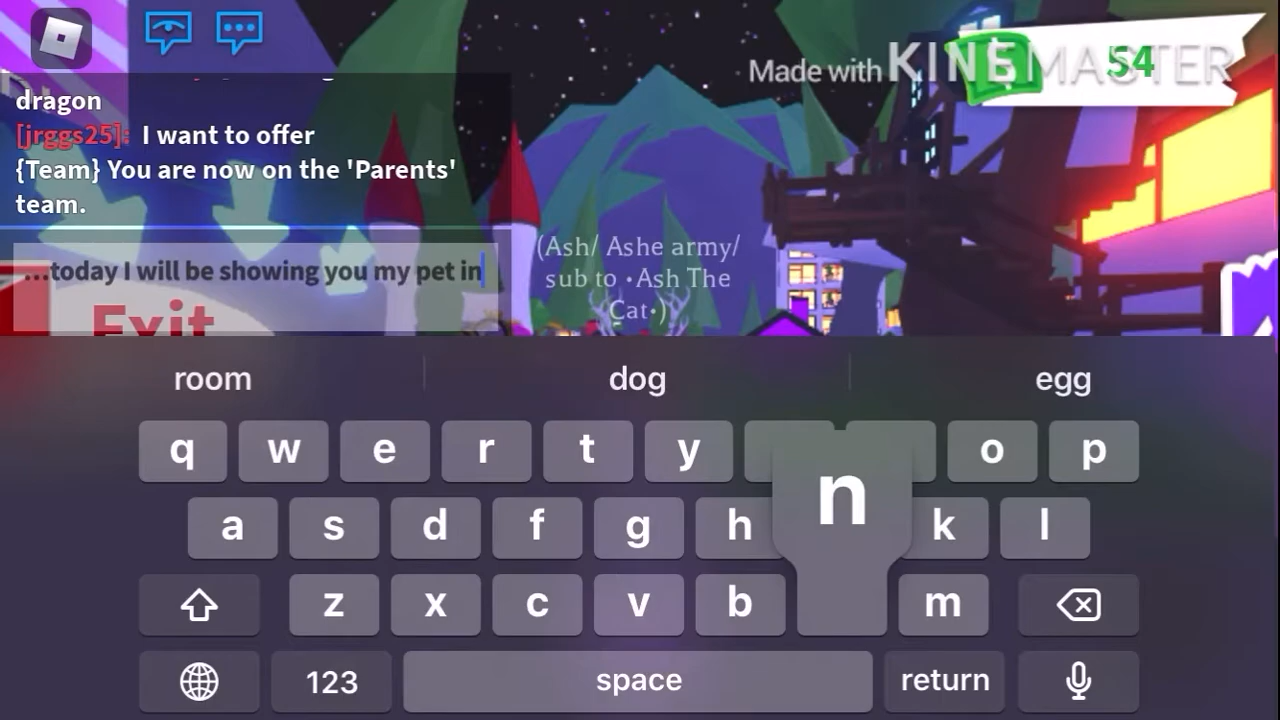 Made with KINEMASTER
54
dragon
[jrggs25]: I want to offer
{Team} You are now on the 'Parents'
team.
...today I will be showing you my pet in
Exit
(Ash/ Ashe army/
sub to •Ash The
Cat•)
room dog egg
q w e r t y o p
a s d f g h k l
n
z x c v b m
123 space return